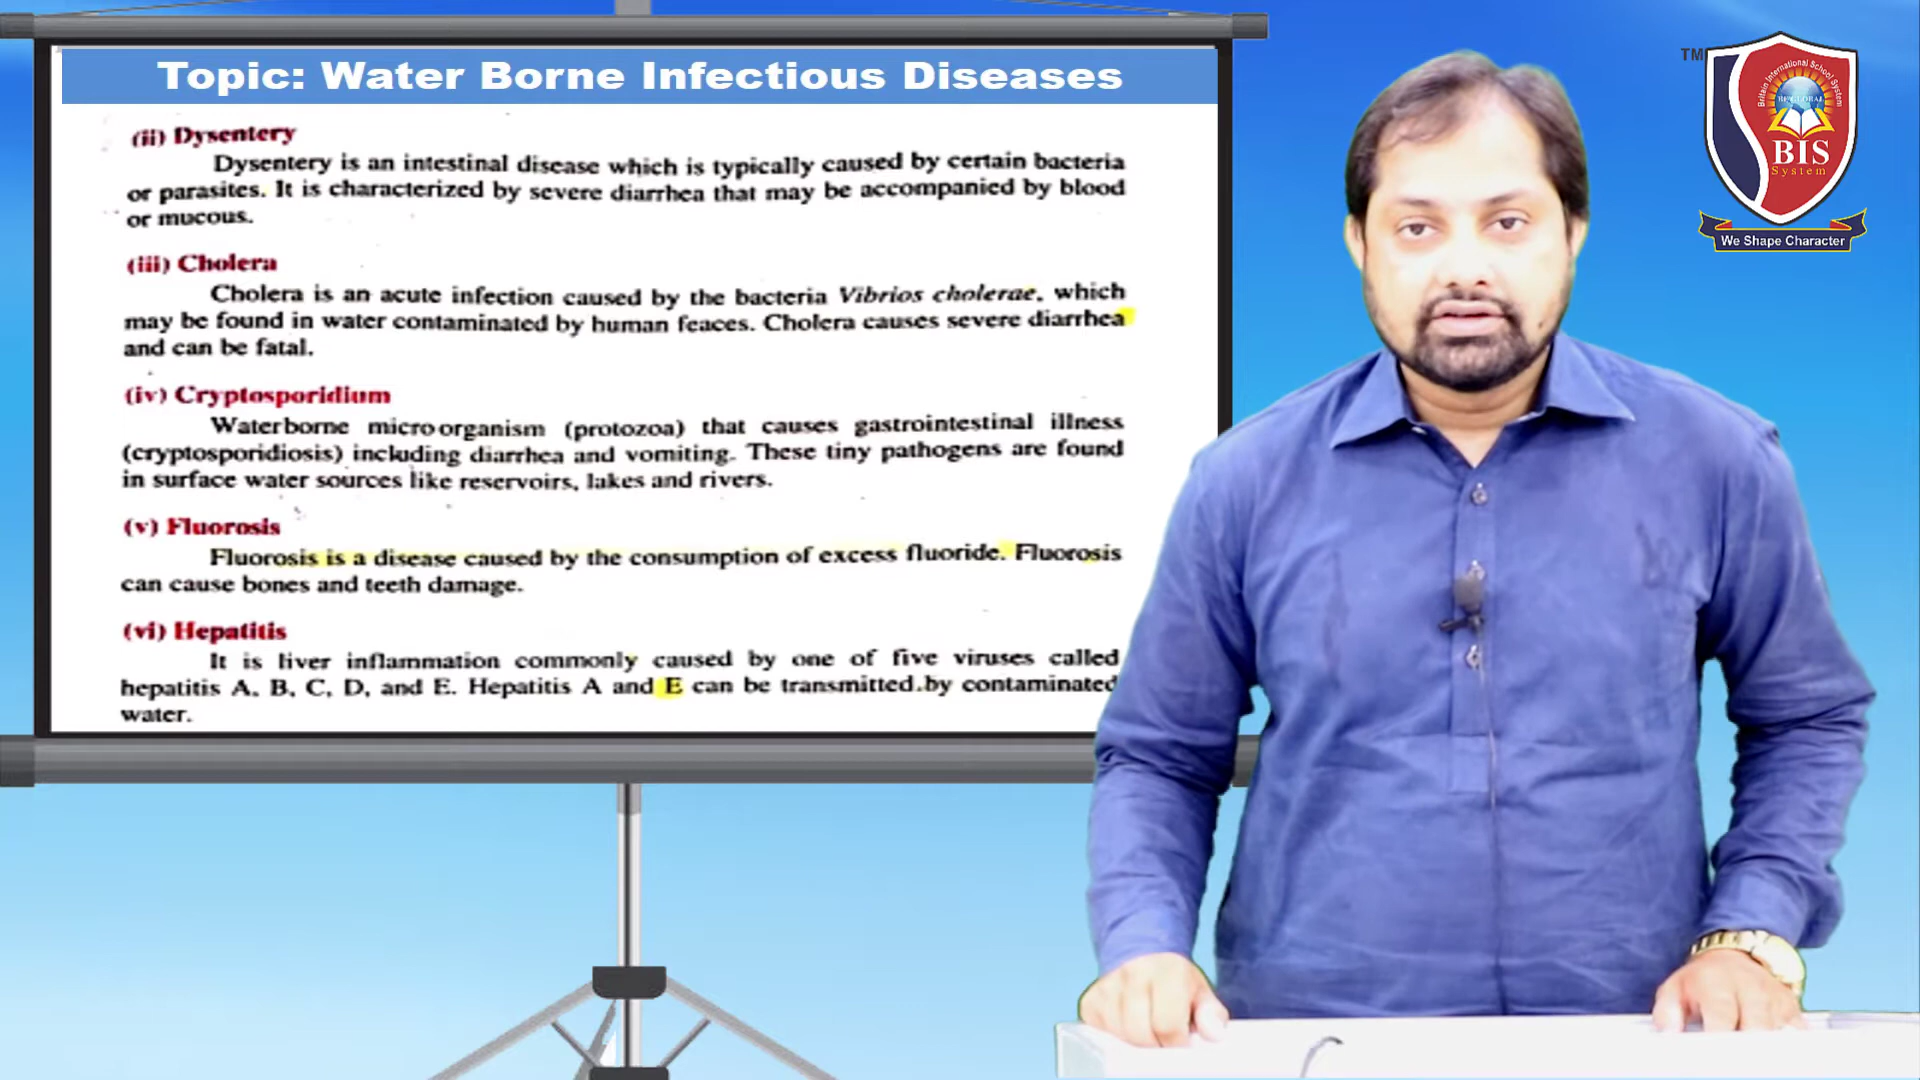 Topic: Water Borne Infectious Diseases
(ii) Dysentery
Dysentery is an intestinal disease which is typically caused by certain bacteria
or parasites. It is characterized by severe diarrhea that may be accompanied by blood
or mucous.
(iii) Cholera
Cholera is an acute infection caused by the bacteria Vibrios cholerae, which
may be found in water contaminated by human feaces. Cholera causes severe diarrhea
and can be fatal.
(iv) Cryptosporidium
Waterborne microorganism (protozoa) that causes gastrointestinal illness
(cryptosporidiosis) including diarrhea and vomiting. These tiny pathogens are found
in surface water sources like reservoirs, lakes and rivers.
(v) Fluorosis
Fluorosis is a disease caused by the consumption of excess fluoride. Fluorosis
can cause bones and teeth damage.
(vi) Hepatitis
It is liver inflammation commonly caused by one of five viruses called
hepatitis A, B, C, D, and E. Hepatitis A and E can be transmitted by contaminated
water.
TM
Britain International School System
BE GLOBAL
BIS
System
We Shape Character